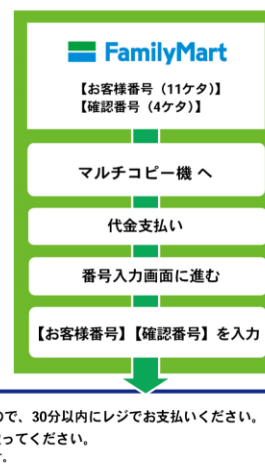 FamilyMart
【お客様番号（11ケタ）】
【確認番号（4ケタ）】
マルチコピー機 へ
代金支払い
番号入力画面に進む
【お客様番号】【確認番号】を入力
ので、30分以内にレジでお支払いください。
ってください。
す。